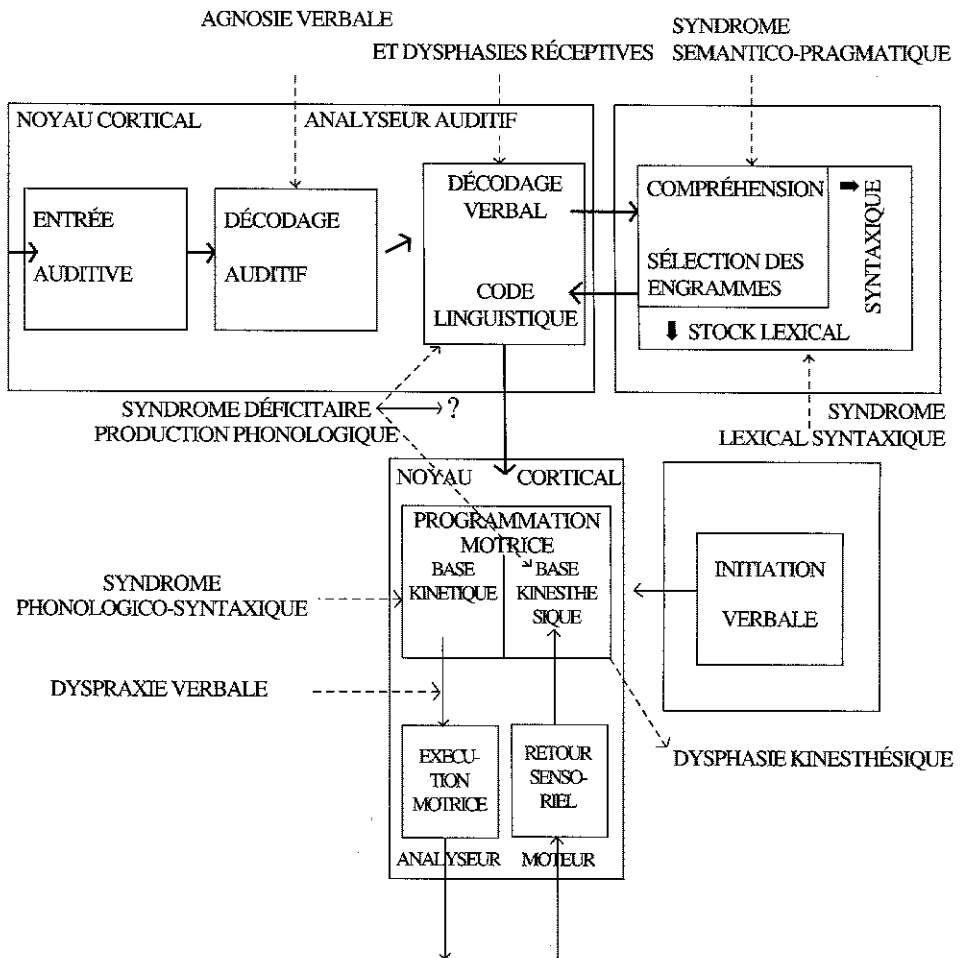 AGNOSIE VERBALE
ET DYSPHASIES RÉCEPTIVES
SYNDROME
SEMANTICO-PRAGMATIQUE
NOYAU CORTICAL
ANALYSEUR AUDITIF
ENTRÉE
AUDITIVE
DÉCODAGE
AUDITIF
DÉCODAGE
VERBAL
CODE
LINGUISTIQUE
COMPRÉHENSION
SÉLECTION DES
ENGRAMMES
SYNTAXIQUE
STOCK LEXICAL
SYNDROME DÉFICITAIRE
PRODUCTION PHONOLOGIQUE
?
SYNDROME
LEXICAL SYNTAXIQUE
NOYAU CORTICAL
PROGRAMMATION
MOTRICE
BASE
KINETIQUE
BASE
KINESTHE
SIQUE
INITIATION
VERBALE
SYNDROME
PHONOLOGICO-SYNTAXIQUE
DYSPRAXIE VERBALE
EXECU-
TION
MOTRICE
RETOUR
SENSO-
RIEL
DYSPHASIE KINESTHÉSIQUE
ANALYSEUR MOTEUR